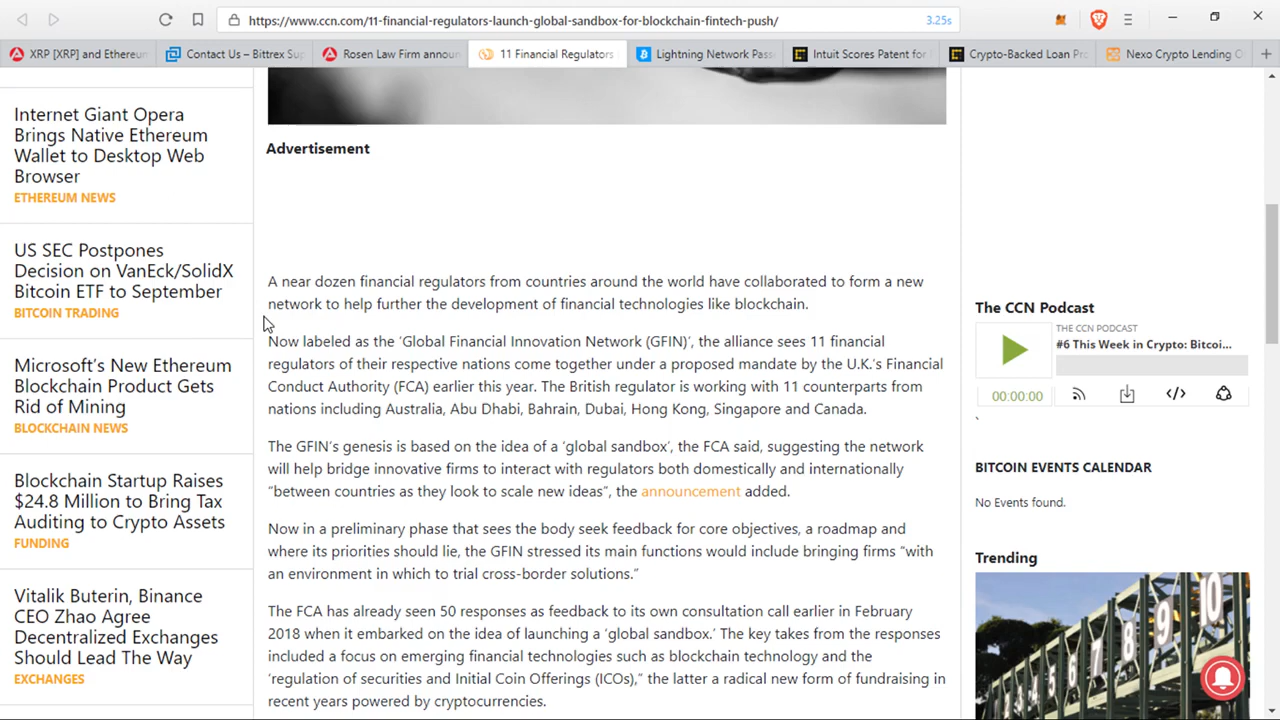 https://www.ccn.com/11-financial-regulators-launch-global-sandbox-for-blockchain-fintech-push/
3.25s
XRP [XRP] and Ethereum
Contact Us – Bittrex Sup
Rosen Law Firm announ
11 Financial Regulators
Lightning Network Pass
Intuit Scores Patent for
Crypto-Backed Loan Pro
Nexo Crypto Lending
Internet Giant Opera
Brings Native Ethereum
Wallet to Desktop Web
Browser
ETHEREUM NEWS
US SEC Postpones
Decision on VanEck/SolidX
Bitcoin ETF to September
BITCOIN TRADING
Microsoft's New Ethereum
Blockchain Product Gets
Rid of Mining
BLOCKCHAIN NEWS
Blockchain Startup Raises
$24.8 Million to Bring Tax
Auditing to Crypto Assets
FUNDING
Vitalik Buterin, Binance
CEO Zhao Agree
Decentralized Exchanges
Should Lead The Way
EXCHANGES
Advertisement
A near dozen financial regulators from countries around the world have collaborated to form a new
network to help further the development of financial technologies like blockchain.
Now labeled as the ‘Global Financial Innovation Network (GFIN)’, the alliance sees 11 financial
regulators of their respective nations come together under a proposed mandate by the U.K.’s Financial
Conduct Authority (FCA) earlier this year. The British regulator is working with 11 counterparts from
nations including Australia, Abu Dhabi, Bahrain, Dubai, Hong Kong, Singapore and Canada.
The GFIN’s genesis is based on the idea of a ‘global sandbox’, the FCA said, suggesting the network
will help bridge innovative firms to interact with regulators both domestically and internationally
“between countries as they look to scale new ideas”, the announcement added.
Now in a preliminary phase that sees the body seek feedback for core objectives, a roadmap and
where its priorities should lie, the GFIN stressed its main functions would include bringing firms “with
an environment in which to trial cross-border solutions.”
The FCA has already seen 50 responses as feedback to its own consultation call earlier in February
2018 when it embarked on the idea of launching a ‘global sandbox.’ The key takes from the responses
included a focus on emerging financial technologies such as blockchain technology and the
‘regulation of securities and Initial Coin Offerings (ICOs),” the latter a radical new form of fundraising in
recent years powered by cryptocurrencies.
The CCN Podcast
THE CCN PODCAST
#6 This Week in Crypto: Bitcoi...
00:00:00
`
BITCOIN EVENTS CALENDAR
No Events found.
Trending
7 8 9 10